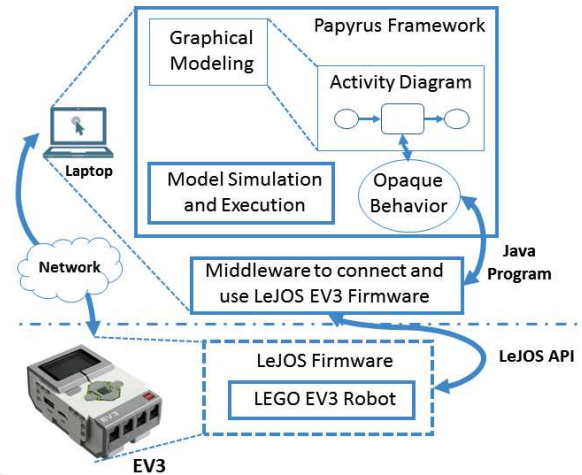 Papyrus Framework
Graphical
Modeling
Activity Diagram
Laptop
Model Simulation
and Execution
Opaque
Behavior
Network
Middleware to connect and
use LeJOS EV3 Firmware
Java
Program
LeJOS API
LeJOS Firmware
LEGO EV3 Robot
EV3
EV3